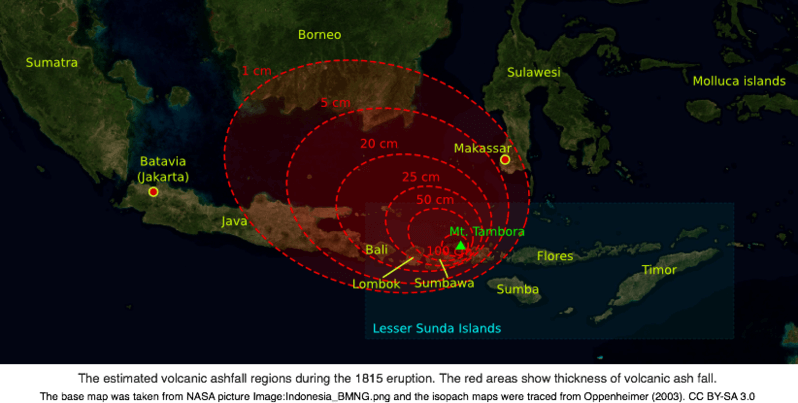 Borneo
Sumatra
1 cm
Sulawesi
Molluca islands
5 cm
20 cm
Makassar
Batavia
(Jakarta)
25 cm
50 cm
Java
Mt. Tambora
Bali
100
Flores
Timor
Lombok
Sumbawa
Sumba
Lesser Sunda Islands
The estimated volcanic ashfall regions during the 1815 eruption. The red areas show thickness of volcanic ash fall.
The base map was taken from NASA picture Image:Indonesia_BMNG.png and the isopach maps were traced from Oppenheimer (2003). CC BY-SA 3.0